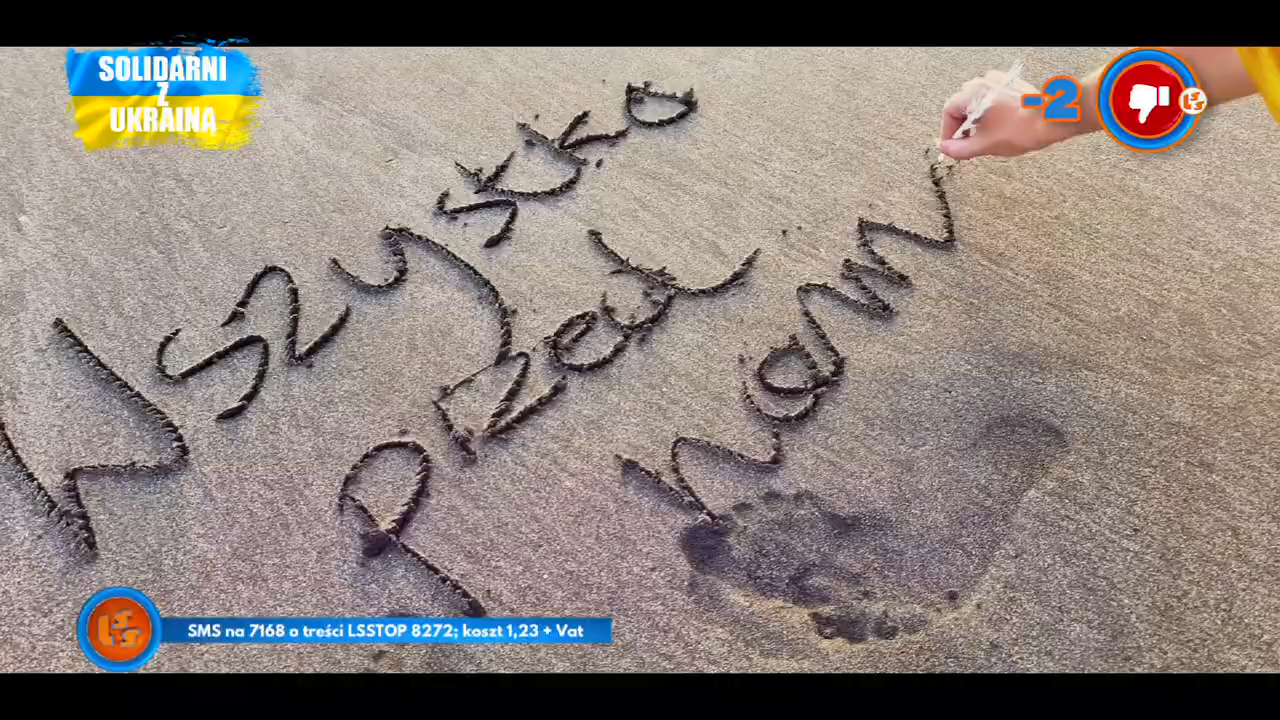 SOLIDARNI
Z
UKRAINĄ
-2
Wszystko
przed
nami
SMS na 7168 o treści LSSTOP 8272; koszt 1,23 + Vat